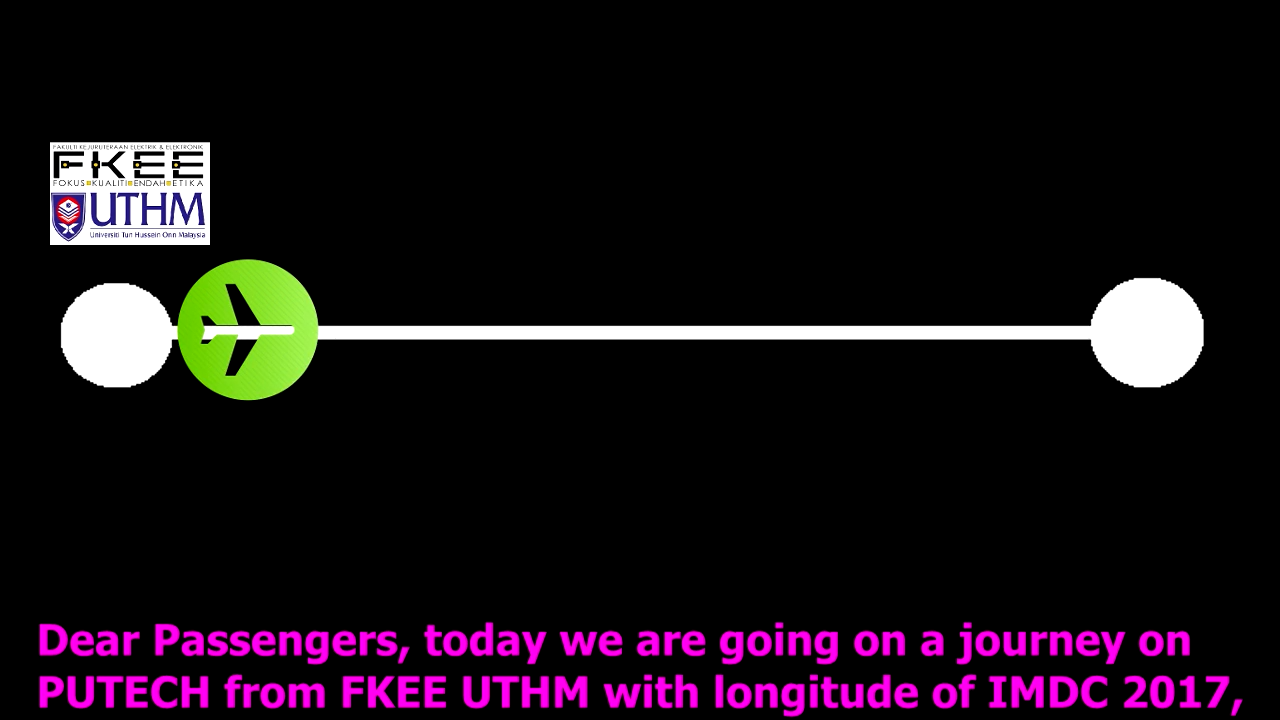 FAKULTI KEJURUTERAAN ELEKTRIK & ELEKTRONIK
FKEE
FOKUS KUALITI ENDAH ETIKA
UTHM
Universiti Tun Hussein Onn Malaysia
Dear Passengers, today we are going on a journey on
PUTECH from FKEE UTHM with longitude of IMDC 2017,